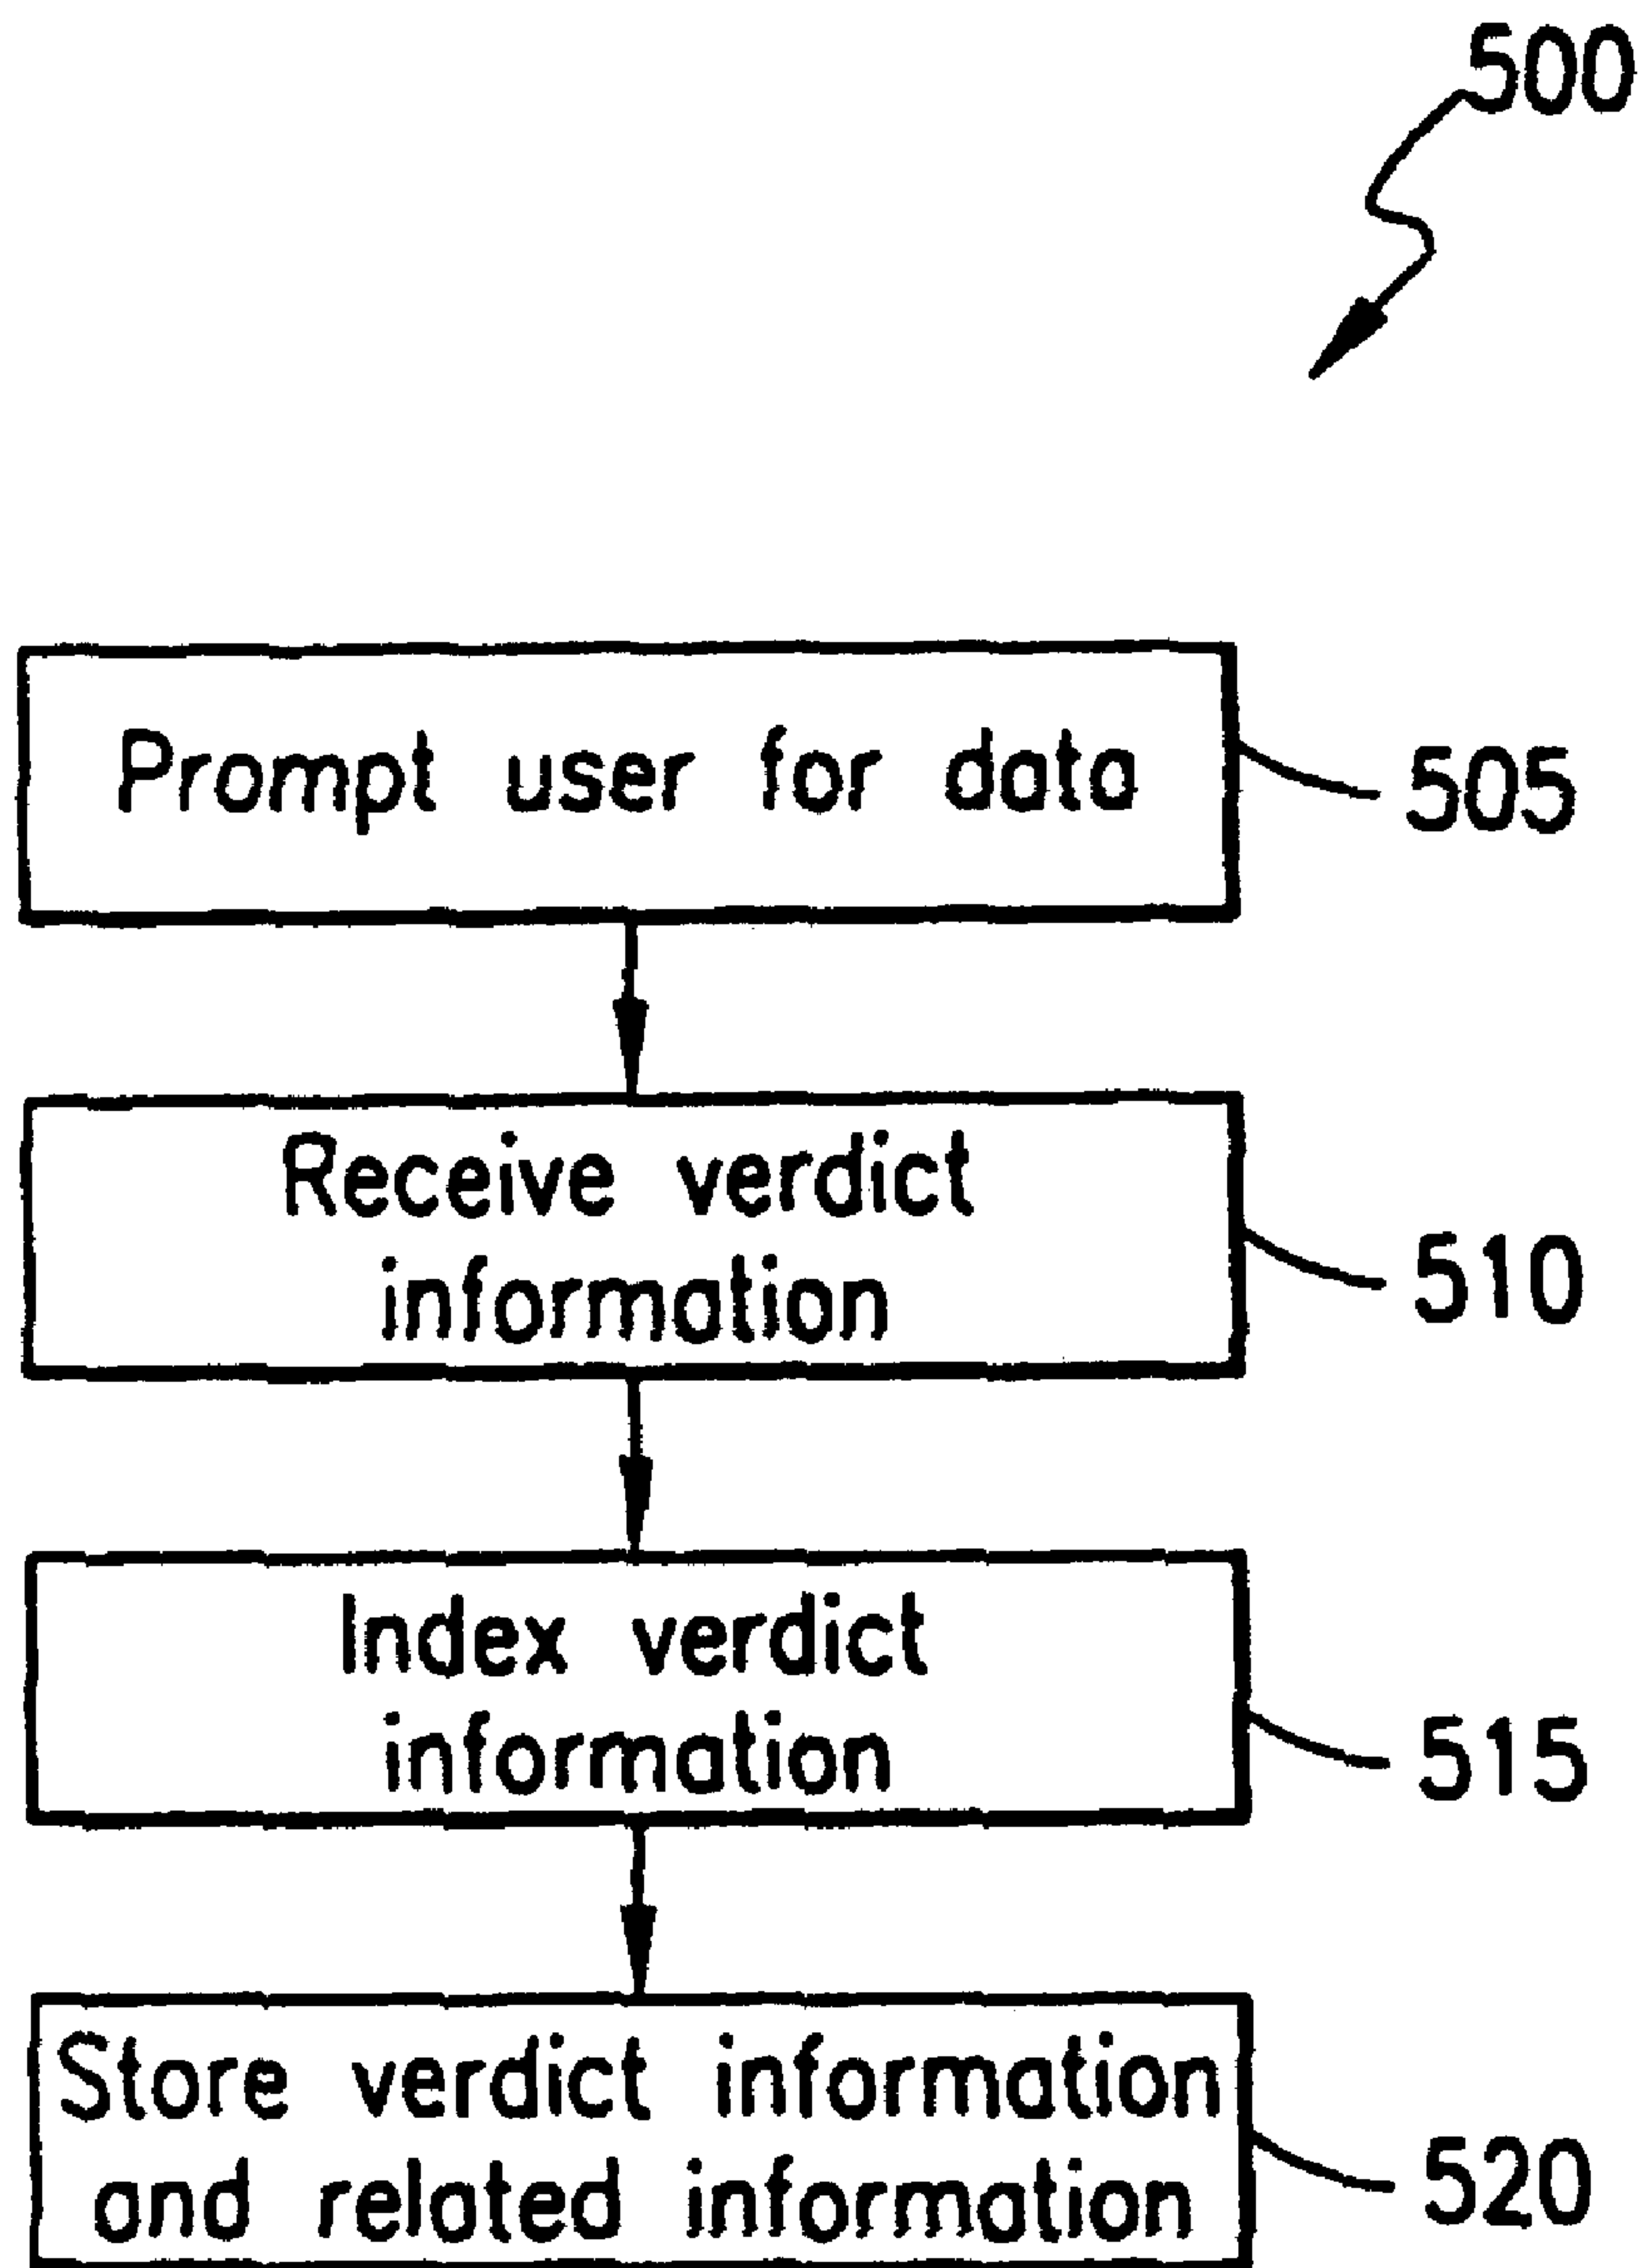 500
Prompt user for data
505
Receive verdict
information
510
Index verdict
information
515
Store verdict information
and related information
520